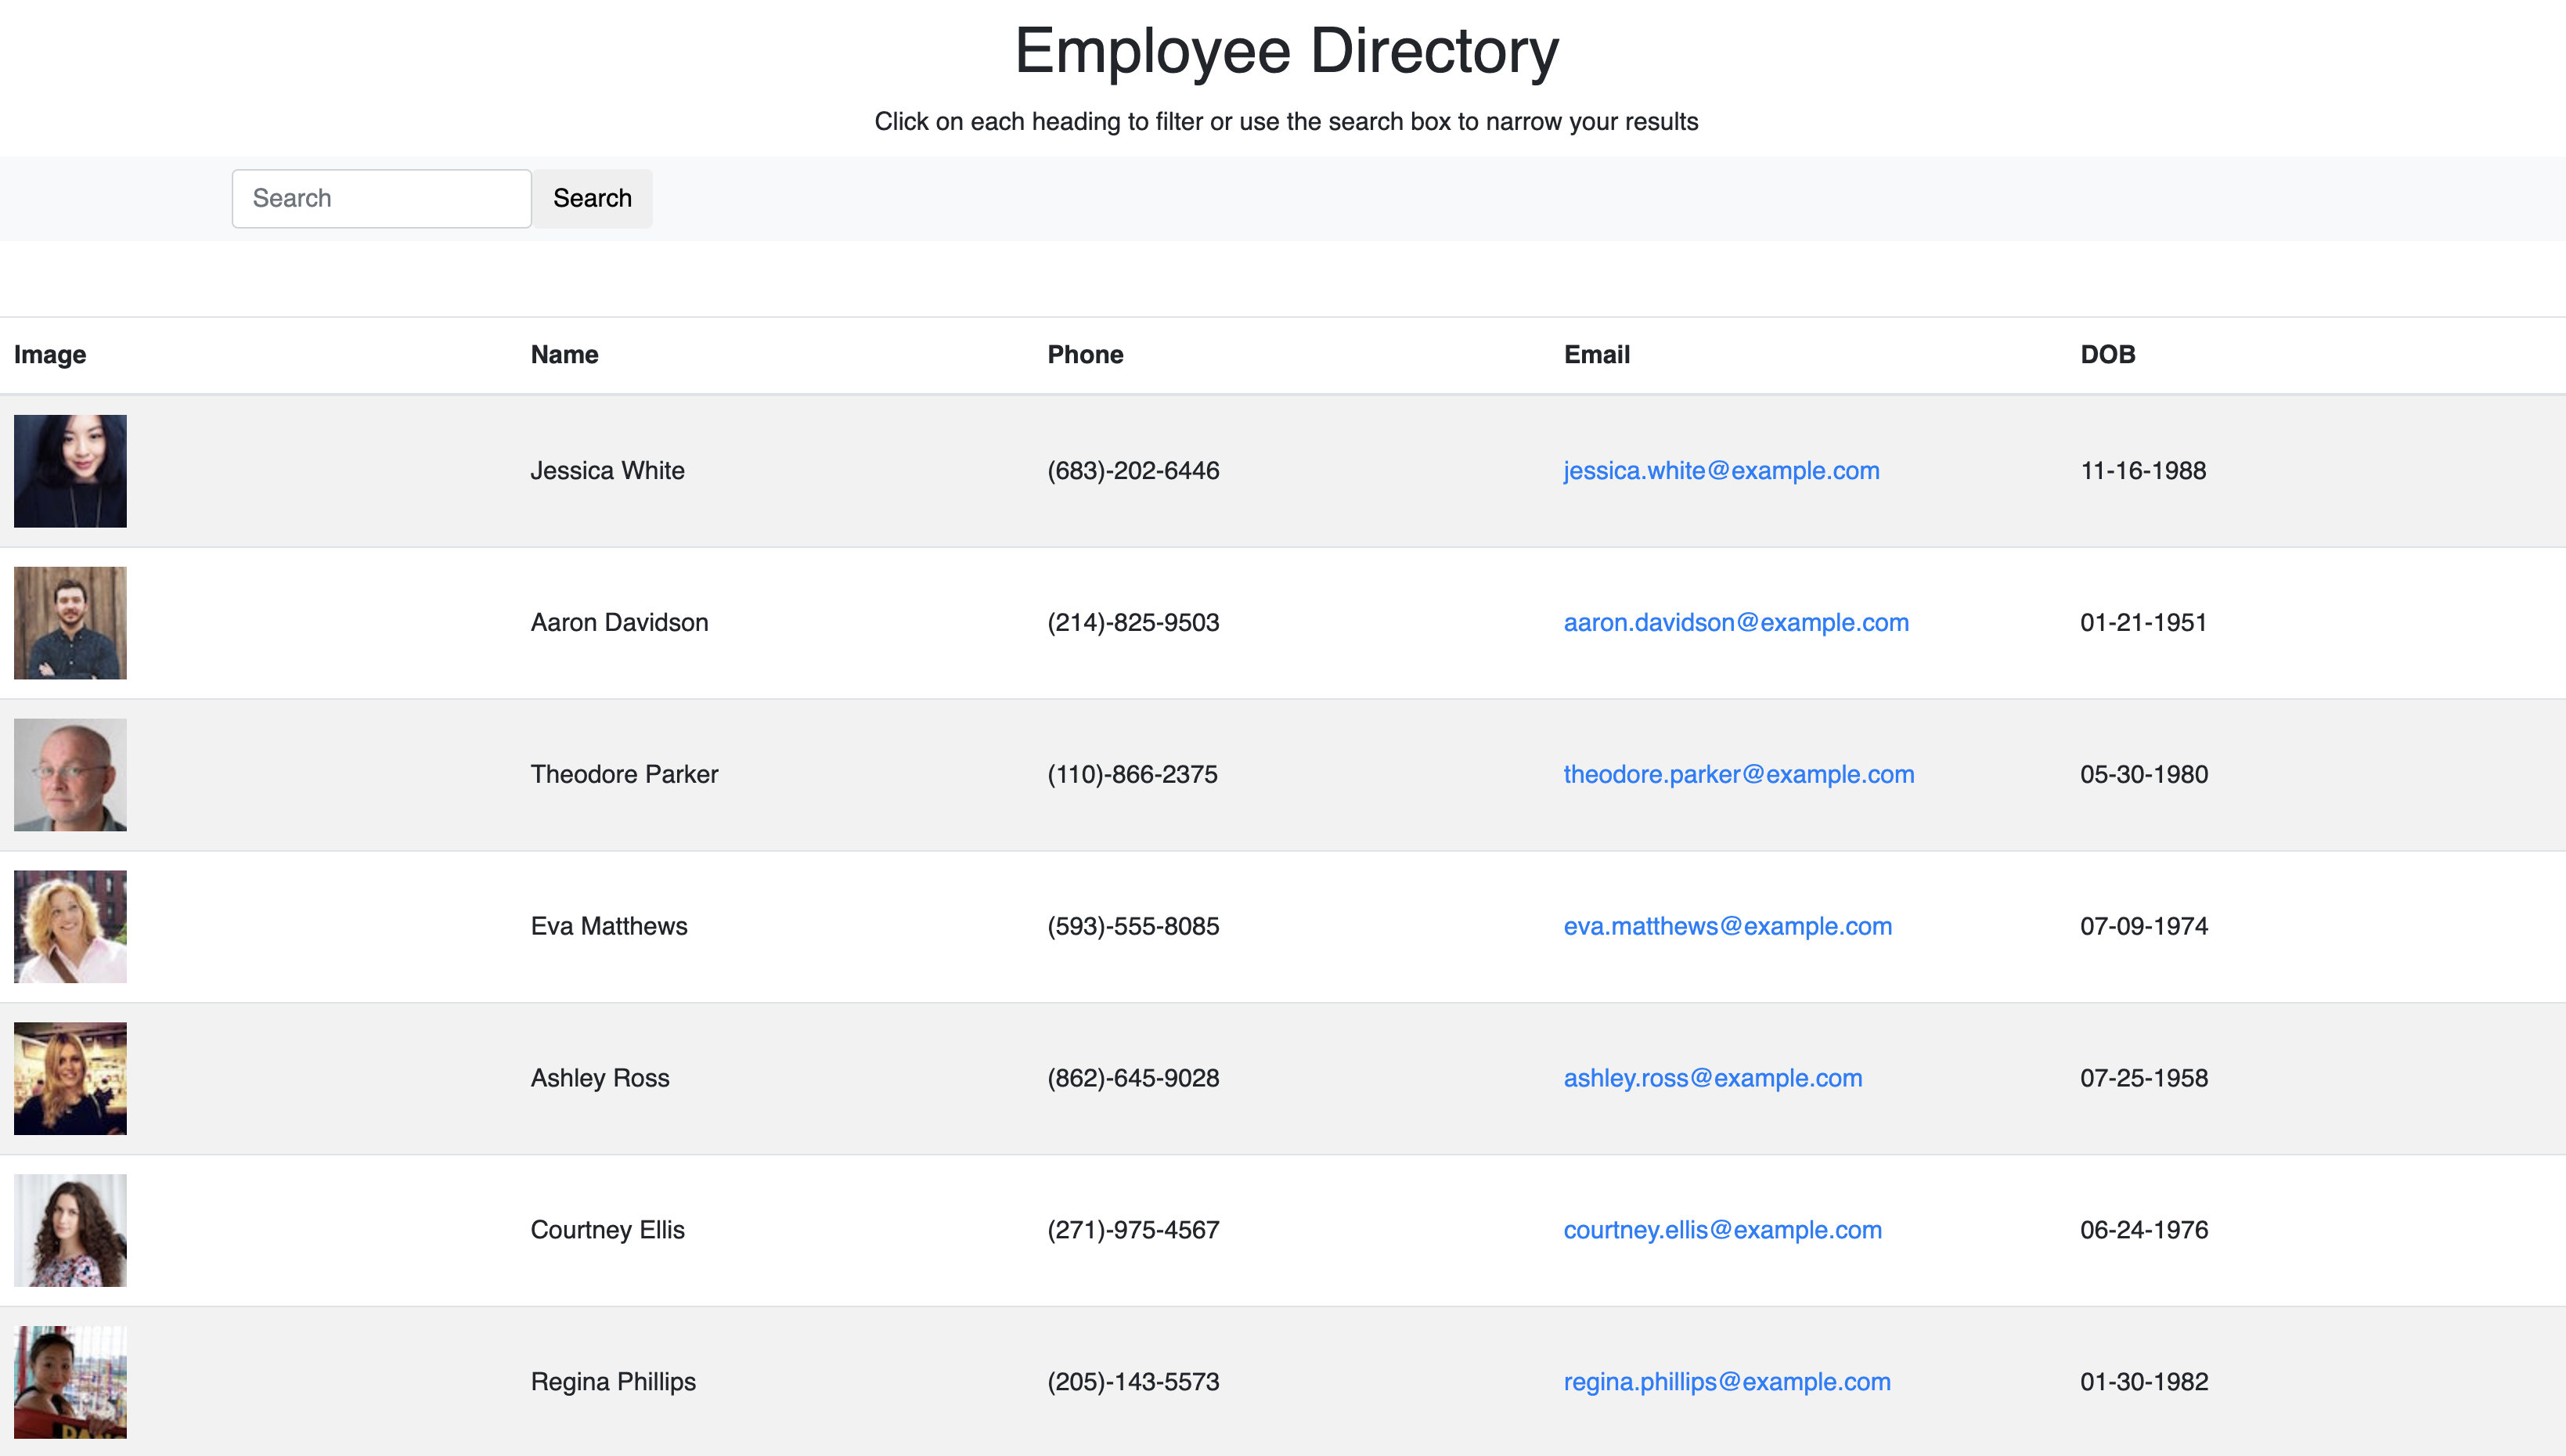 Employee Directory
Click on each heading to filter or use the search box to narrow your results
Search Search
Image Name Phone Email DOB
Jessica White (683)-202-6446 jessica.white@example.com 11-16-1988
Aaron Davidson (214)-825-9503 aaron.davidson@example.com 01-21-1951
Theodore Parker (110)-866-2375 theodore.parker@example.com 05-30-1980
Eva Matthews (593)-555-8085 eva.matthews@example.com 07-09-1974
Ashley Ross (862)-645-9028 ashley.ross@example.com 07-25-1958
Courtney Ellis (271)-975-4567 courtney.ellis@example.com 06-24-1976
Regina Phillips (205)-143-5573 regina.phillips@example.com 01-30-1982